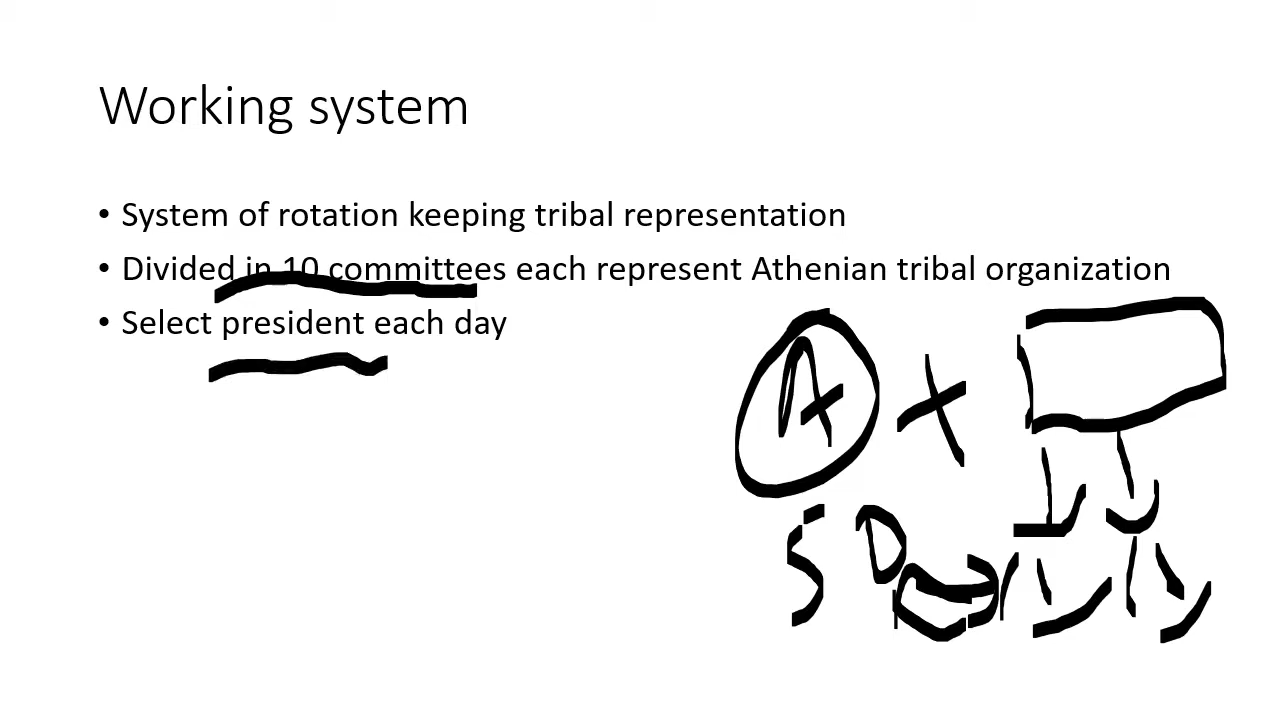 Working system
• System of rotation keeping tribal representation
• Divided in 10 committees each represent Athenian tribal organization
• Select president each day
A